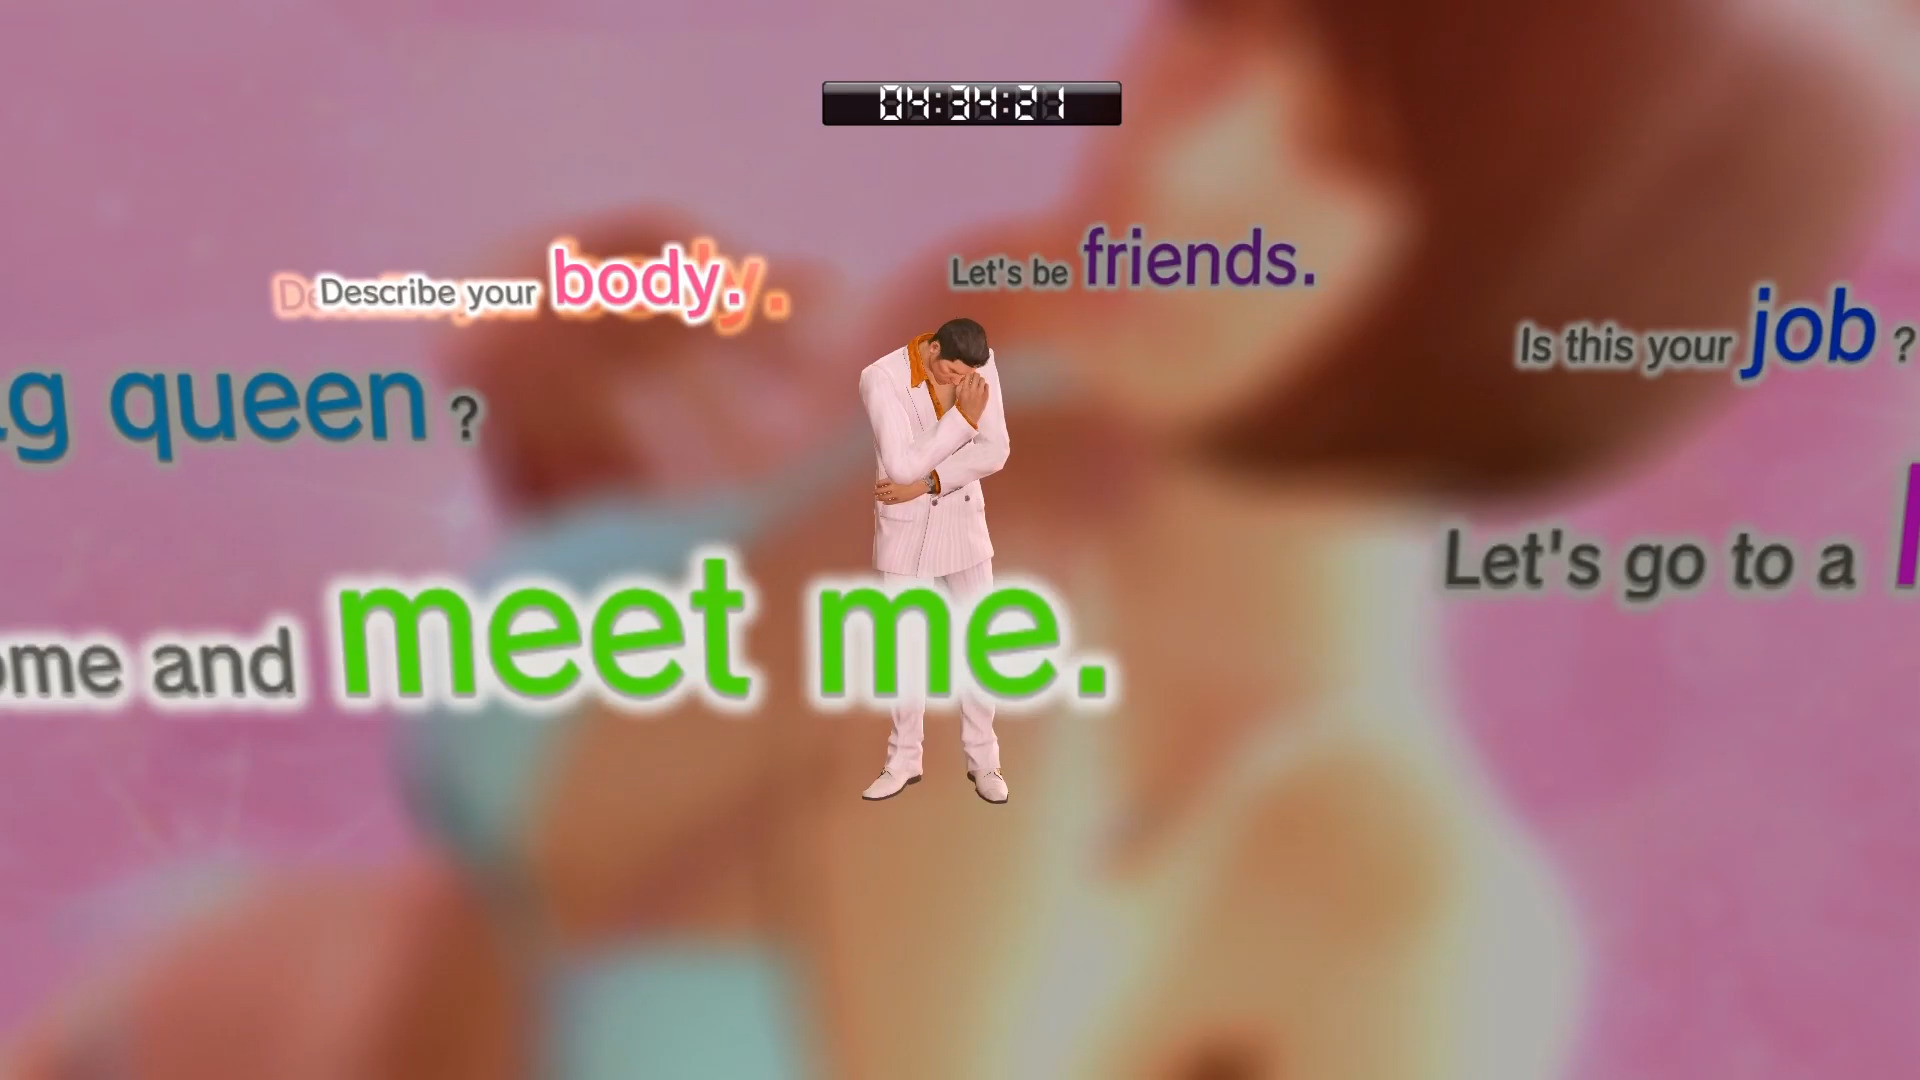 04:34:21
Describe your body.
Let's be friends.
Is this your job ?
queen ?
Let's go to a
and meet me.